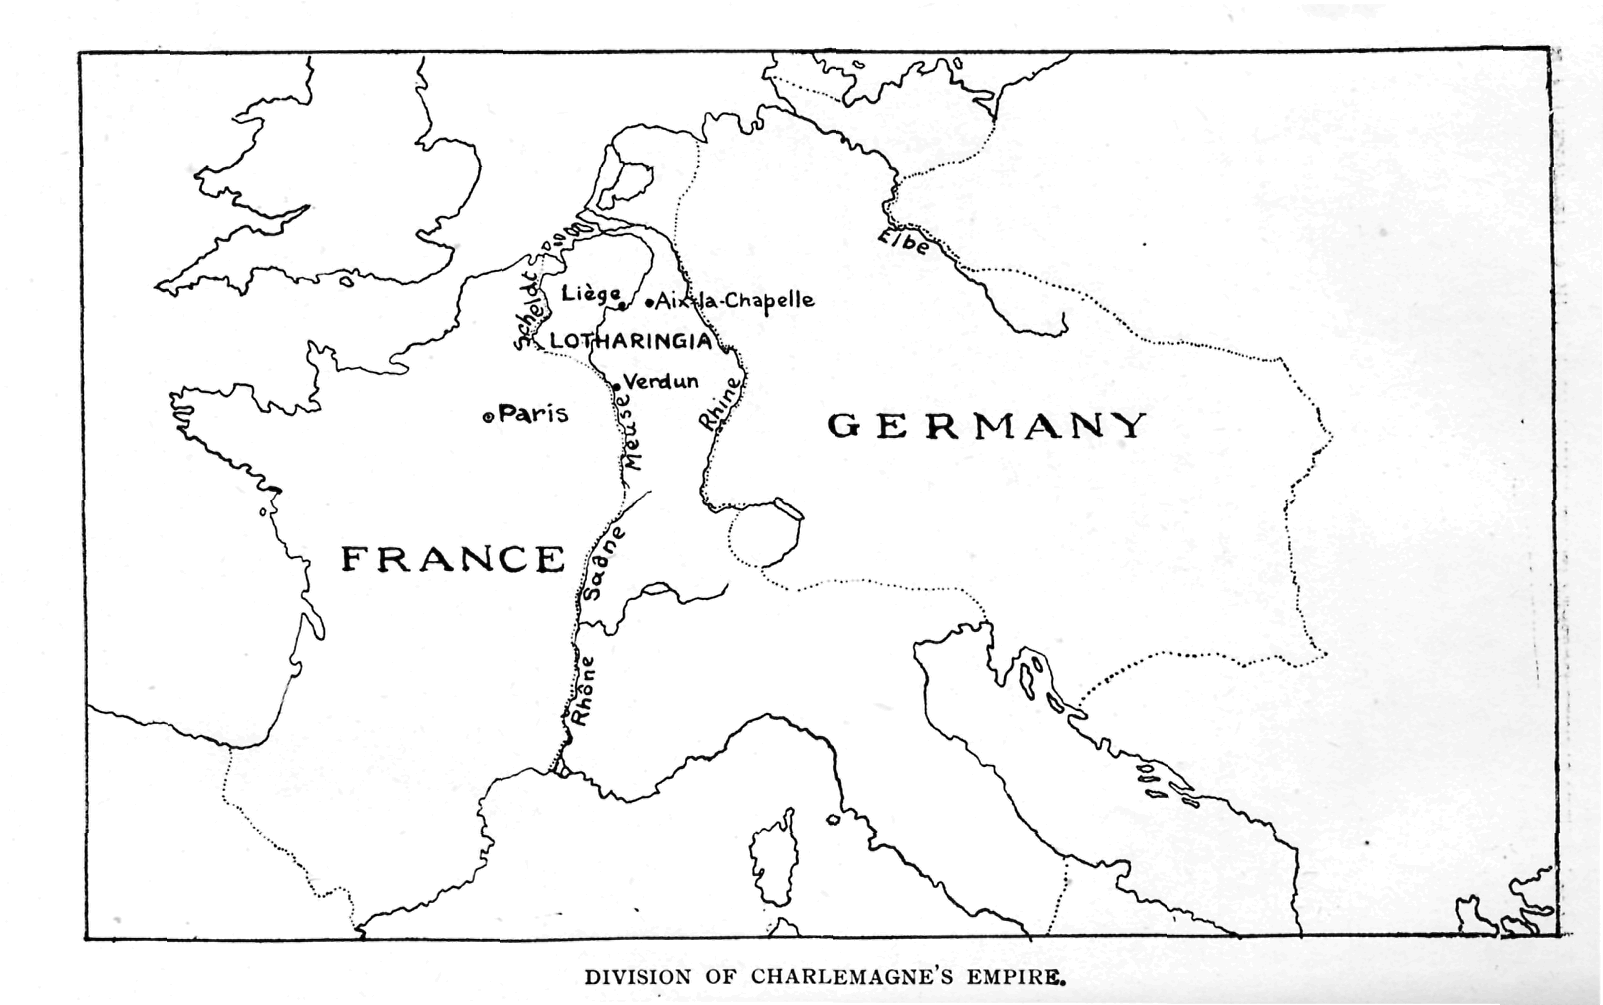 Elbe
Scheldt
Liège
Aix-la-Chapelle
LOTHARINGIA
Verdun
Rhine
Paris
Meuse
GERMANY
FRANCE
Saône
Rhône
DIVISION OF CHARLEMAGNE'S EMPIRE.